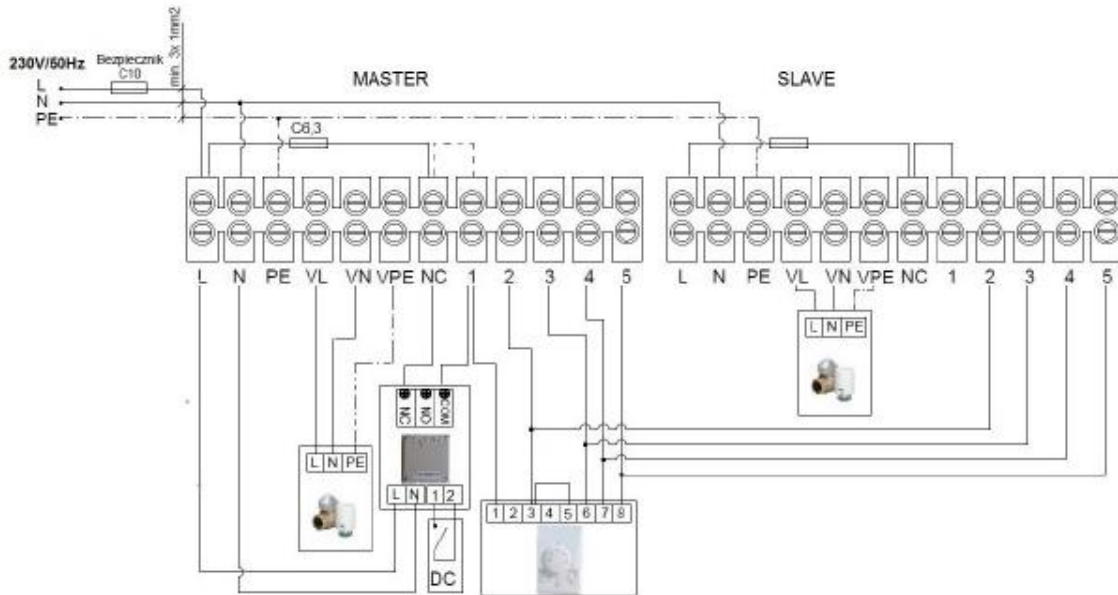 230V/60Hz
L
N
PE
Bezpiecznik
C10
min. 3x 1mm2
MASTER
SLAVE
C6,3
L N PE VL VN VPE NC 1 2 3 4 5
L N PE VL VN VPE NC 1 2 3 4 5
L N PE
NC NO COM
L N PE
L N 1 2
1 2 3 4 5 6 7 8
DC